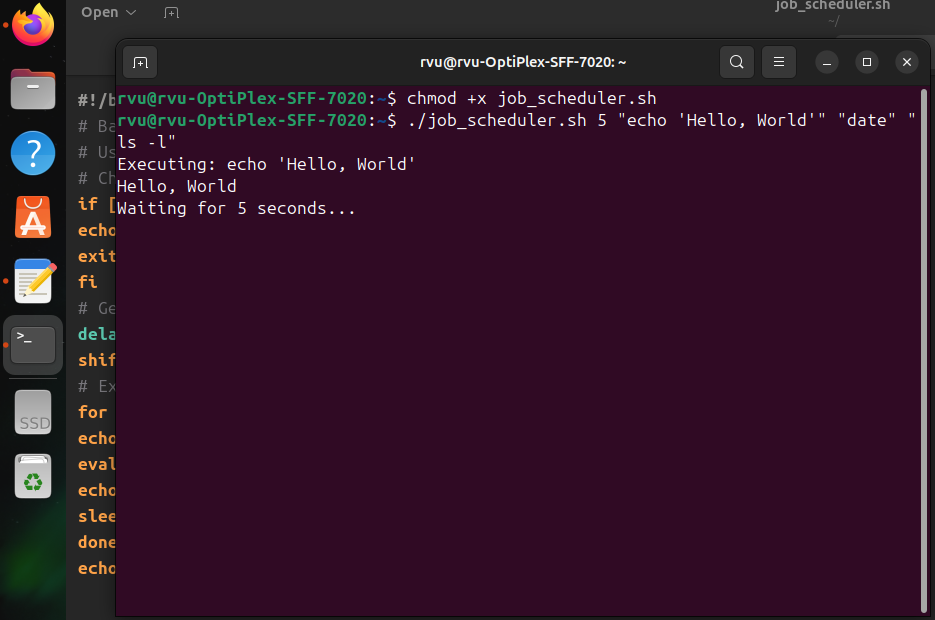 Open
job_scheduler.sh
~/
rvu@rvu-OptiPlex-SFF-7020: ~
#!/b
# Ba
# Us
# Ch
if [
echo
exit
fi
# Ge
dela
shif
# Ex
for
echo
eval
echo
slee
done
echo
rvu@rvu-OptiPlex-SFF-7020:~$ chmod +x job_scheduler.sh
rvu@rvu-OptiPlex-SFF-7020:~$ ./job_scheduler.sh 5 "echo 'Hello, World'" "date" "
ls -l"
Executing: echo 'Hello, World'
Hello, World
Waiting for 5 seconds...
>_
SSD